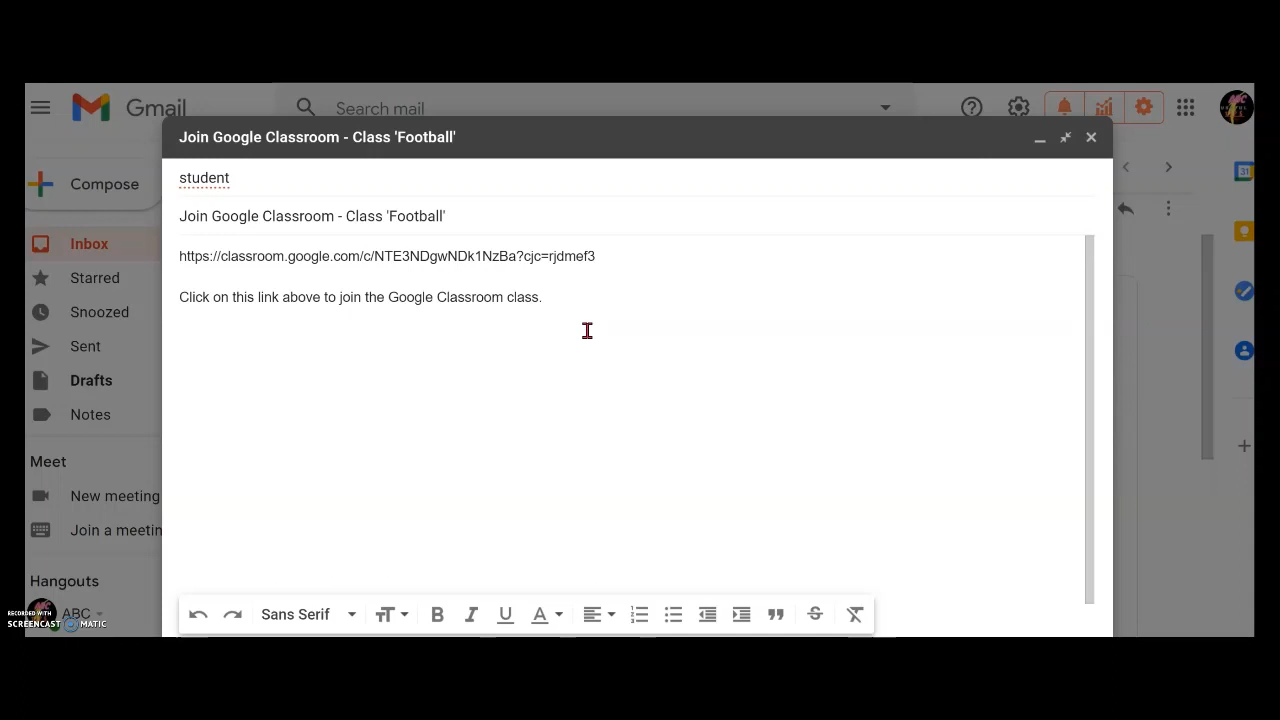 Gmail
Search mail
Join Google Classroom - Class 'Football'
Compose
student
Join Google Classroom - Class 'Football'
Inbox
https://classroom.google.com/c/NTE3NDgwNDk1NzBa?cjc=rjdmef3
Starred
Click on this link above to join the Google Classroom class.
Snoozed
Sent
Drafts
Notes
Meet
New meeting
Join a meetin
Hangouts
ABC
Sans Serif
RECORDED WITH
SCREENCAST MATIC
31